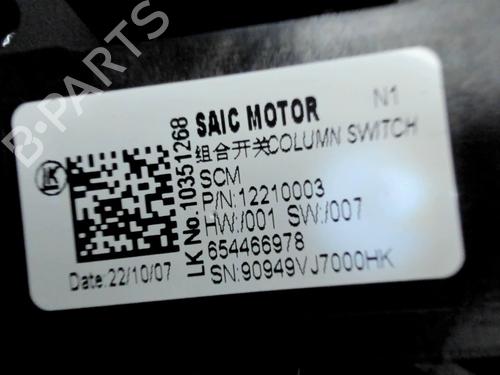 SAIC MOTOR N1
组合开关COLUMN SWITCH
SCM
P/N:12210003
HW:/001 SW:/007
654466978
SN:90949VJ7000HK
LK No.10351268
LK
Date:22/10/07
B-PARTS